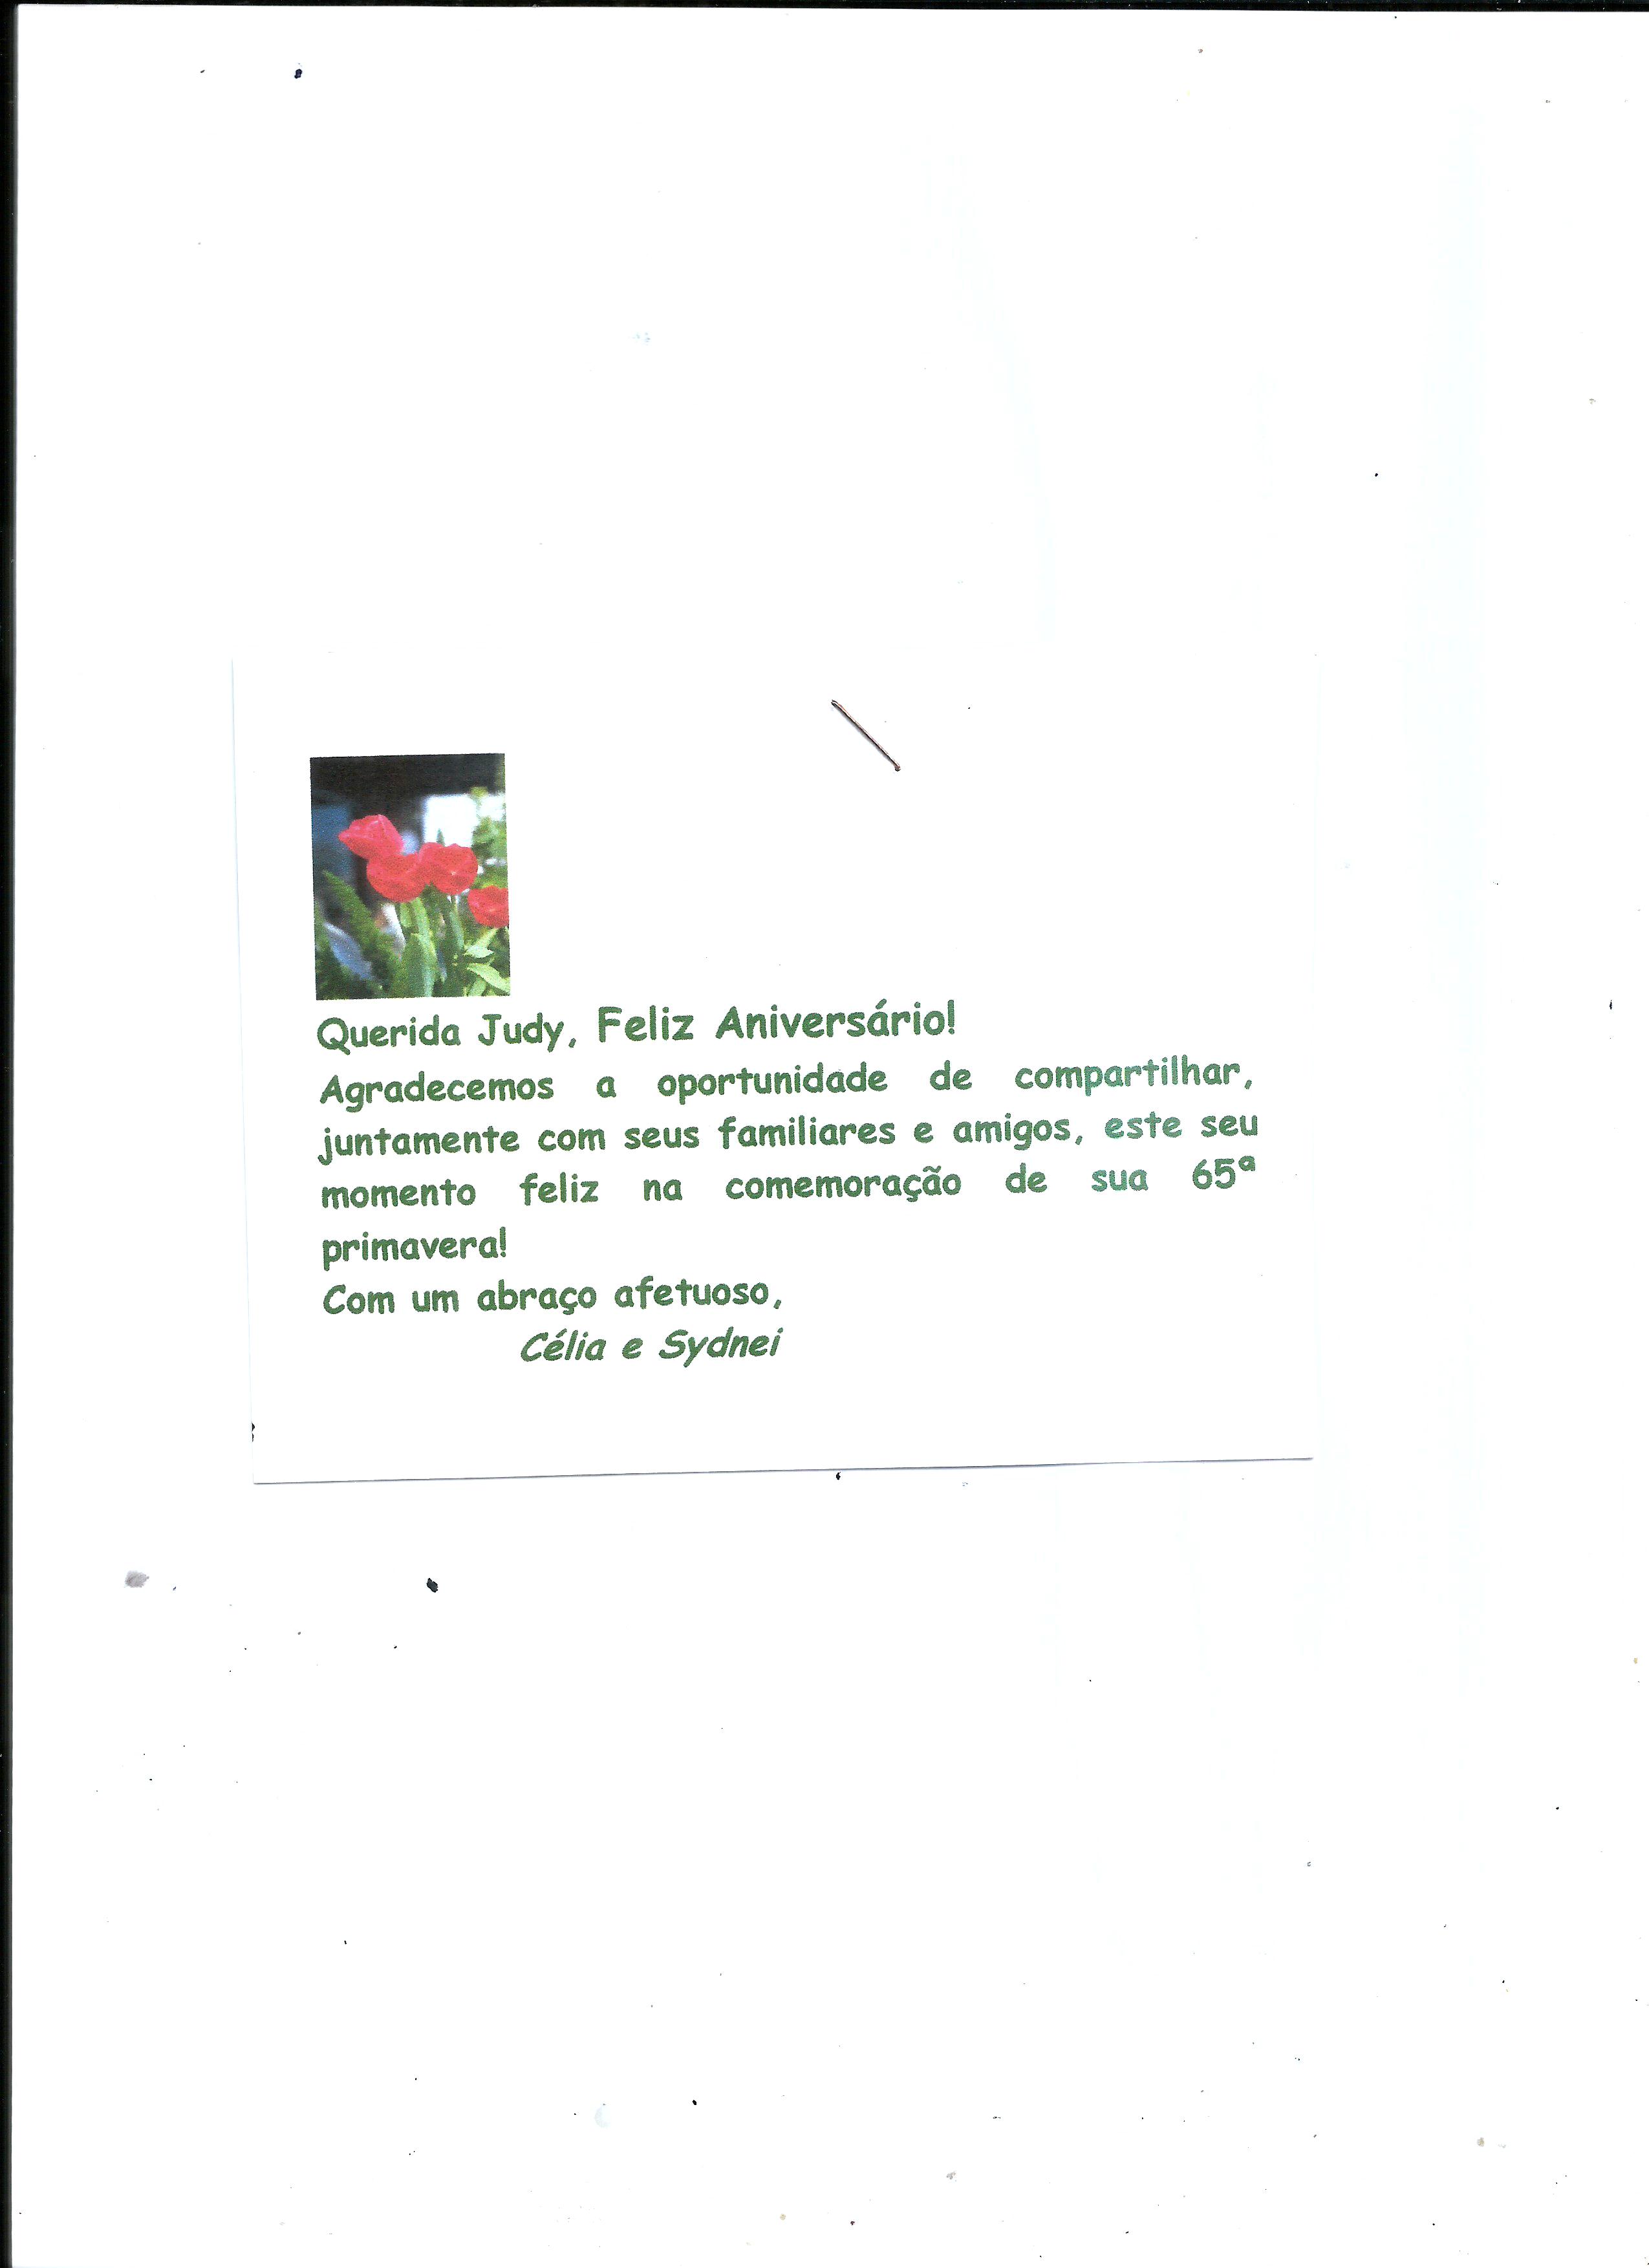 Querida Judy, Feliz Aniversário!
Agradecemos a oportunidade de compartilhar,
juntamente com seus familiares e amigos, este seu
momento feliz na comemoração de sua 65ª
primavera!
Com um abraço afetuoso,
Célia e Sydnei